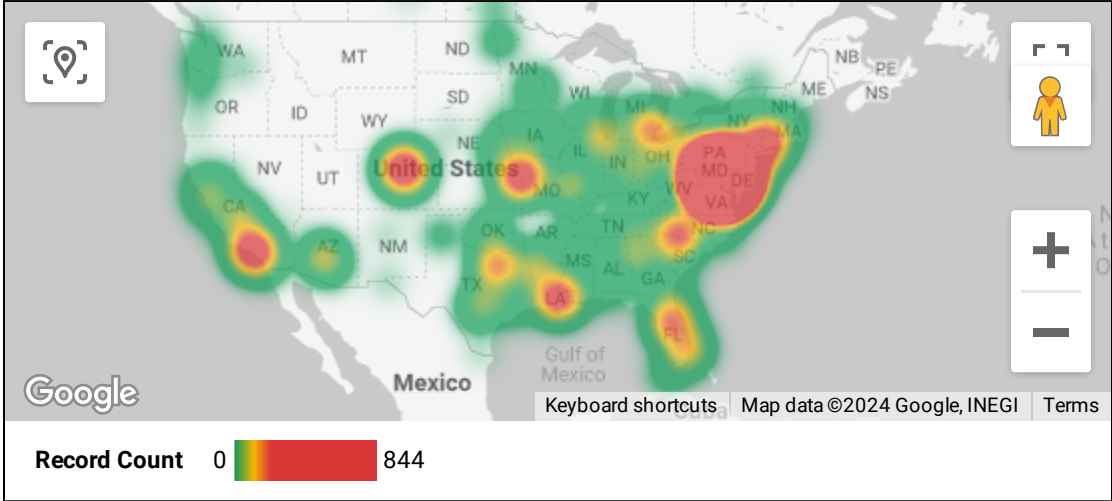 WA
MT
ND
MN
OR
ID
SD
WI
MI
NB
PE
ME
NS
NH
NY
MA
WY
NE
IA
IL
IN
OH
PA
MD
DE
NV
UT
United States
MO
KY
WV
VA
CA
AZ
NM
OK
AR
TN
NC
SC
MS
AL
GA
TX
LA
FL
Gulf of
Mexico
Mexico
Cuba
Google
Keyboard shortcuts
Map data ©2024 Google, INEGI
Terms
Record Count 0 844